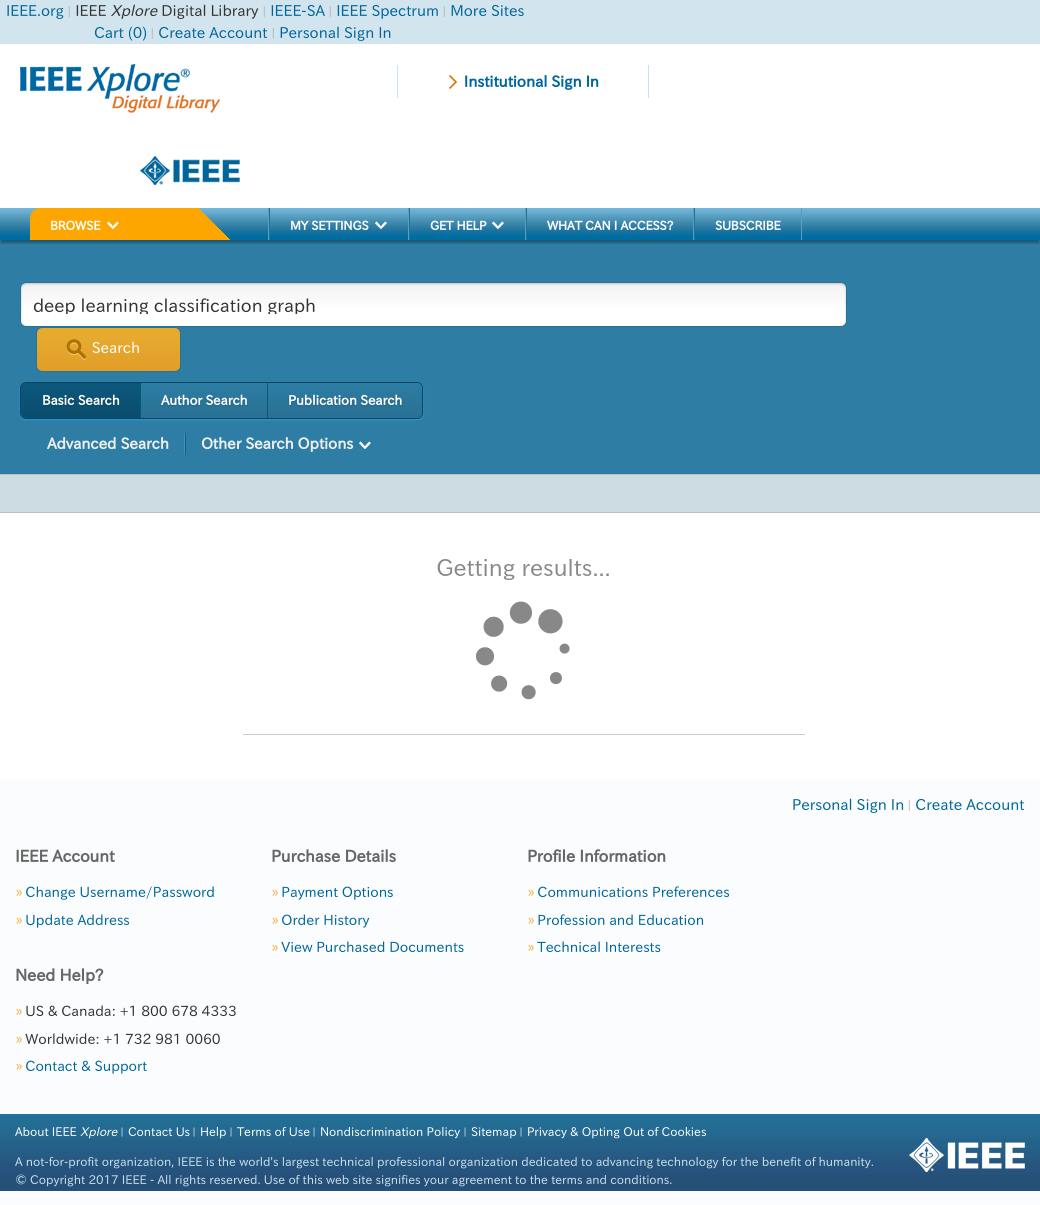 IEEE.org | IEEE Xplore Digital Library | IEEE-SA | IEEE Spectrum | More Sites
Cart (0) | Create Account | Personal Sign In
IEEE Xplore®
Digital Library
Institutional Sign In
IEEE
BROWSE MY SETTINGS GET HELP WHAT CAN I ACCESS? SUBSCRIBE
deep learning classification graph
Search
Basic Search Author Search Publication Search
Advanced Search Other Search Options
Getting results...
Personal Sign In | Create Account
IEEE Account Purchase Details Profile Information
» Change Username/Password » Payment Options » Communications Preferences
» Update Address » Order History » Profession and Education
» View Purchased Documents » Technical Interests
Need Help?
» US & Canada: +1 800 678 4333
» Worldwide: +1 732 981 0060
» Contact & Support
About IEEE Xplore | Contact Us | Help | Terms of Use | Nondiscrimination Policy | Sitemap | Privacy & Opting Out of Cookies
A not-for-profit organization, IEEE is the world's largest technical professional organization dedicated to advancing technology for the benefit of humanity.
© Copyright 2017 IEEE - All rights reserved. Use of this web site signifies your agreement to the terms and conditions.
IEEE